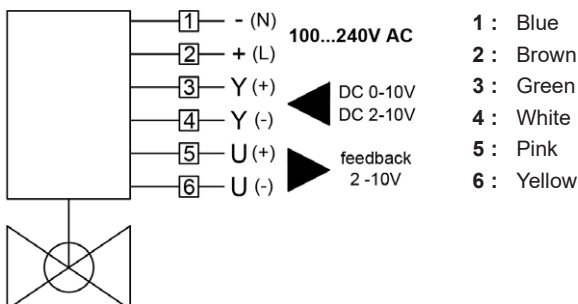 1 - (N)
2 + (L)
100...240V AC
3 Y (+)
4 Y (-)
DC 0-10V
DC 2-10V
5 U (+)
6 U (-)
feedback
2 -10V
1 : Blue
2 : Brown
3 : Green
4 : White
5 : Pink
6 : Yellow